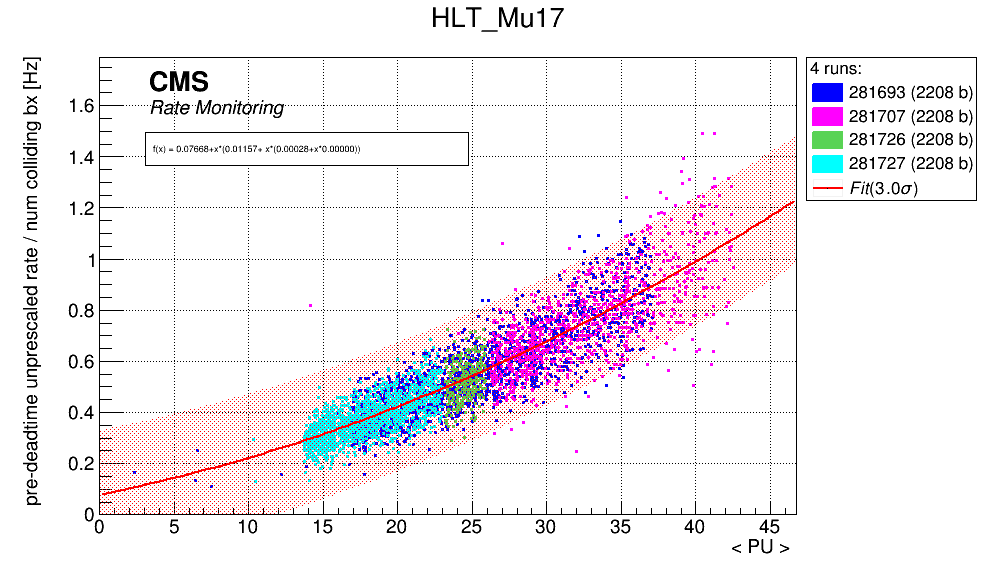 HLT_Mu17
pre-deadtime unprescaled rate / num colliding bx [Hz]
CMS
Rate Monitoring
f(x) = 0.07668+x*(0.01157+ x*(0.00028+x*0.00000))
1.6
1.4
1.2
1
0.8
0.6
0.4
0.2
0
0 5 10 15 20 25 30 35 40 45
< PU >
4 runs:
281693 (2208 b)
281707 (2208 b)
281726 (2208 b)
281727 (2208 b)
Fit(3.0σ)